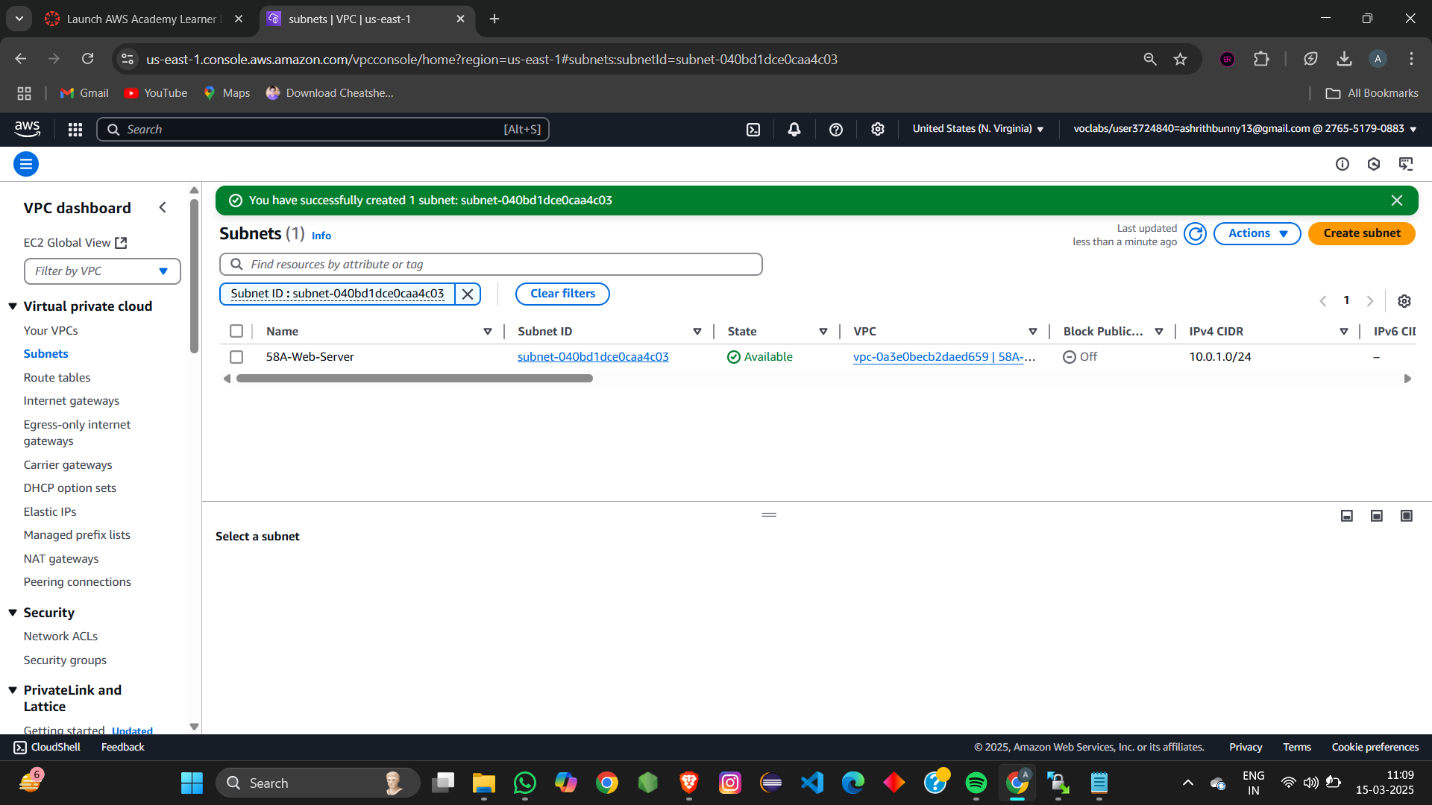 Launch AWS Academy Learner
subnets | VPC | us-east-1
us-east-1.console.aws.amazon.com/vpcconsole/home?region=us-east-1#subnets:subnetId=subnet-040bd1dce0caa4c03
A
Gmail
YouTube
Maps
Download Cheatshe...
All Bookmarks
aws
Search
[Alt+S]
United States (N. Virginia)
voclabs/user3724840=ashrithbunny13@gmail.com @ 2765-5179-0883
VPC dashboard
EC2 Global View
Filter by VPC
Virtual private cloud
Your VPCs
Subnets
Route tables
Internet gateways
Egress-only internet
gateways
Carrier gateways
DHCP option sets
Elastic IPs
Managed prefix lists
NAT gateways
Peering connections
Security
Network ACLs
Security groups
PrivateLink and
Lattice
Getting started Updated
You have successfully created 1 subnet: subnet-040bd1dce0caa4c03
Subnets (1) Info
Last updated
less than a minute ago
Actions
Create subnet
Find resources by attribute or tag
Subnet ID : subnet-040bd1dce0caa4c03
Clear filters
1
Name Subnet ID State VPC Block Public... IPv4 CIDR IPv6 CII
58A-Web-Server subnet-040bd1dce0caa4c03 Available vpc-0a3e0becb2daed659 | 58A-... Off 10.0.1.0/24 –
Select a subnet
CloudShell
Feedback
© 2025, Amazon Web Services, Inc. or its affiliates.
Privacy
Terms
Cookie preferences
6
Search
A
ENG
IN
11:09
15-03-2025